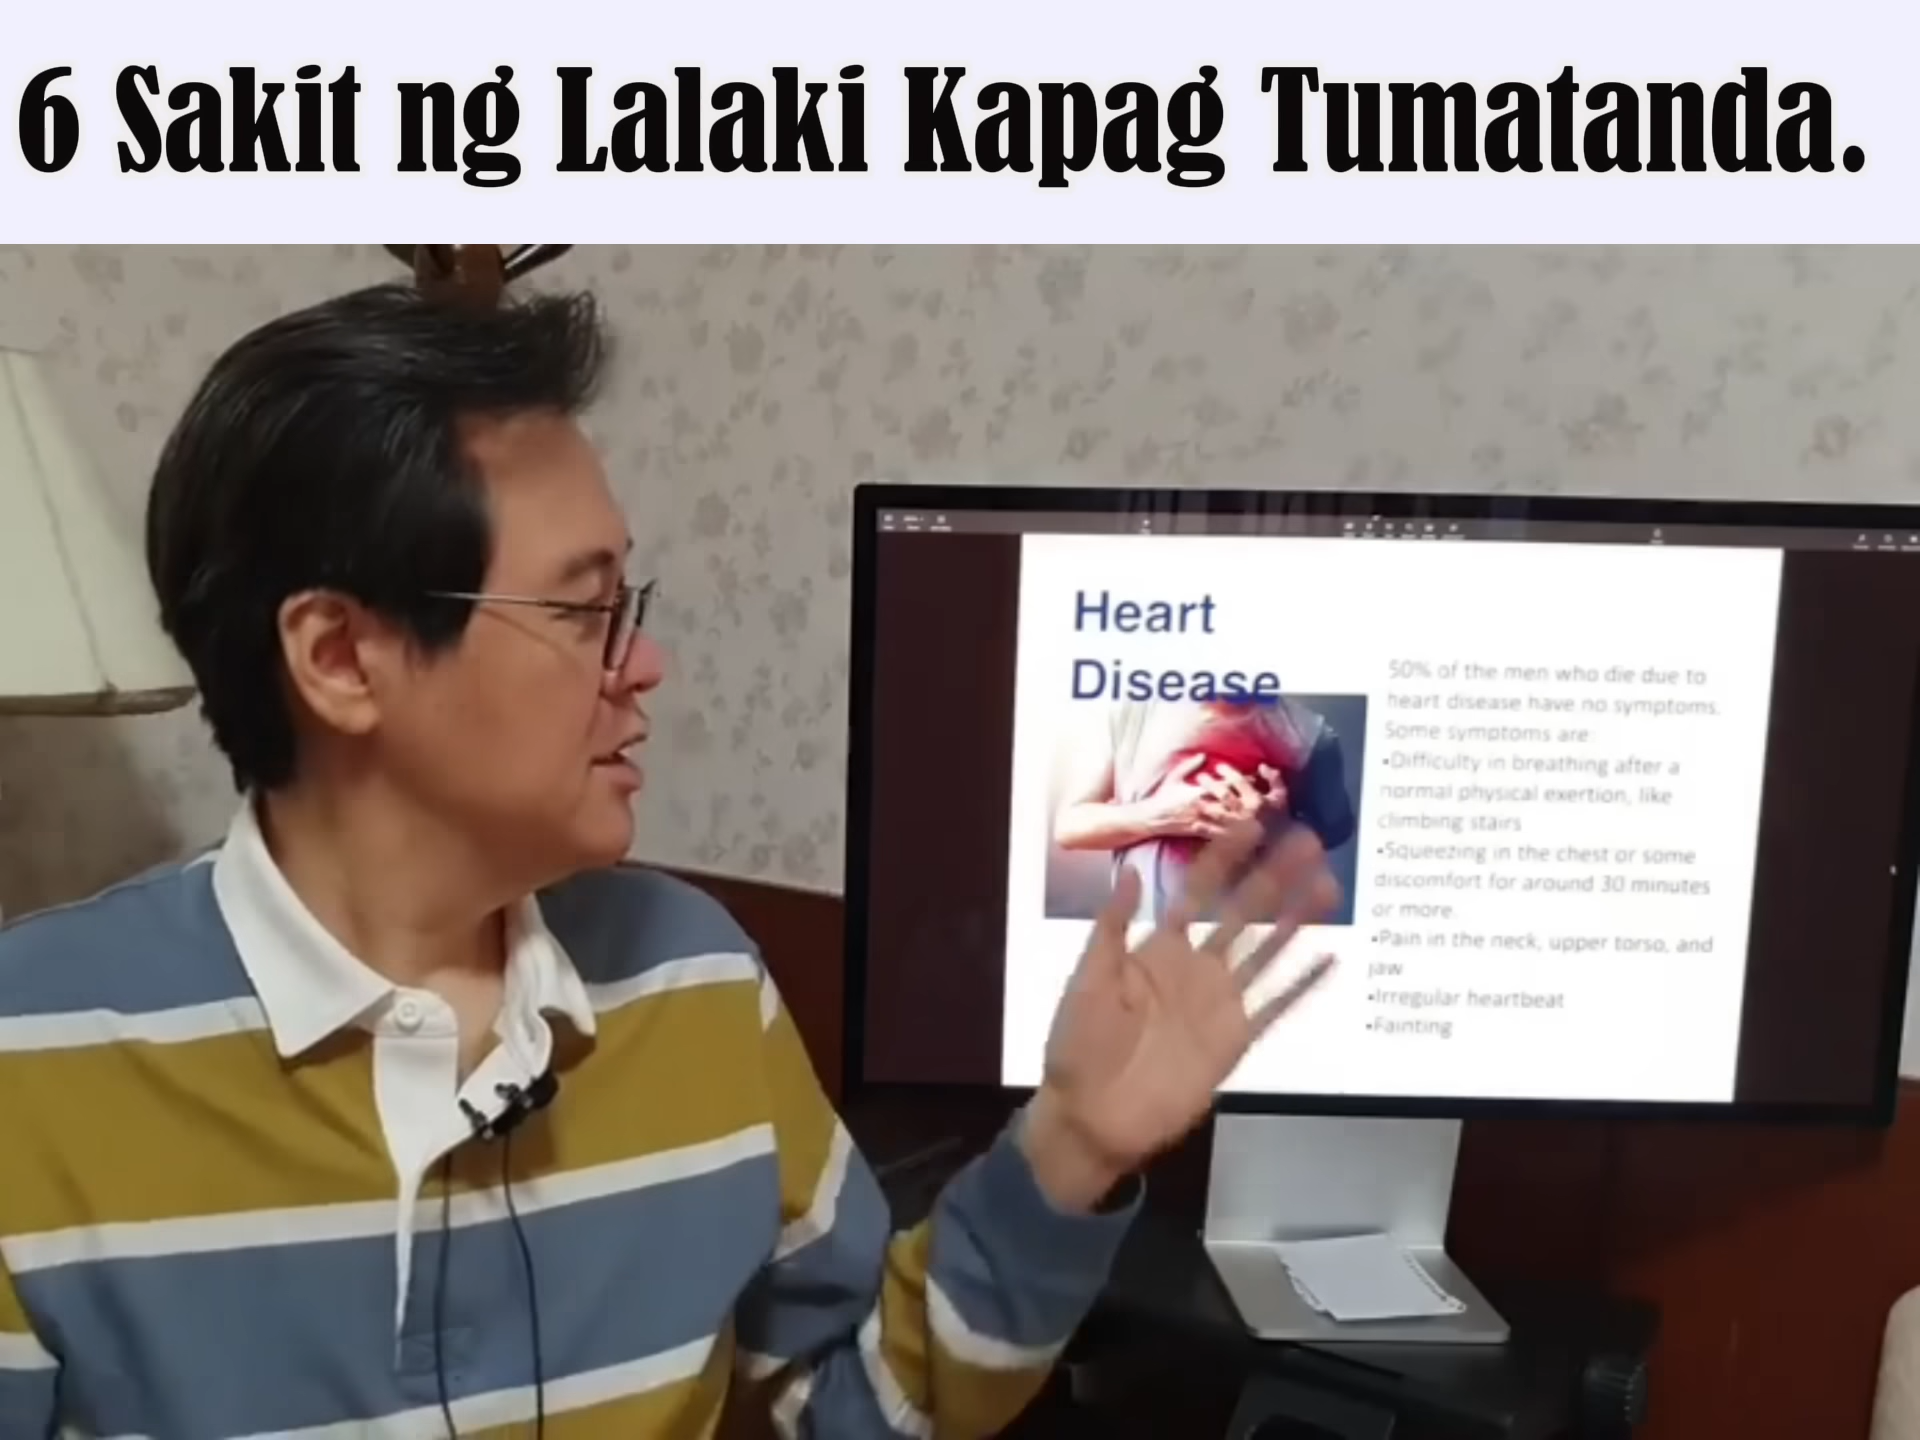 6 Sakit ng Lalaki Kapag Tumatanda.
Heart
Disease
50% of the men who die due to
heart disease have no symptoms.
Some symptoms are:
•Difficulty in breathing after a
normal physical exertion, like
climbing stairs
•Squeezing in the chest or some
discomfort for around 30 minutes
or more.
•Pain in the neck, upper torso, and
jaw
•Irregular heartbeat
•Fainting